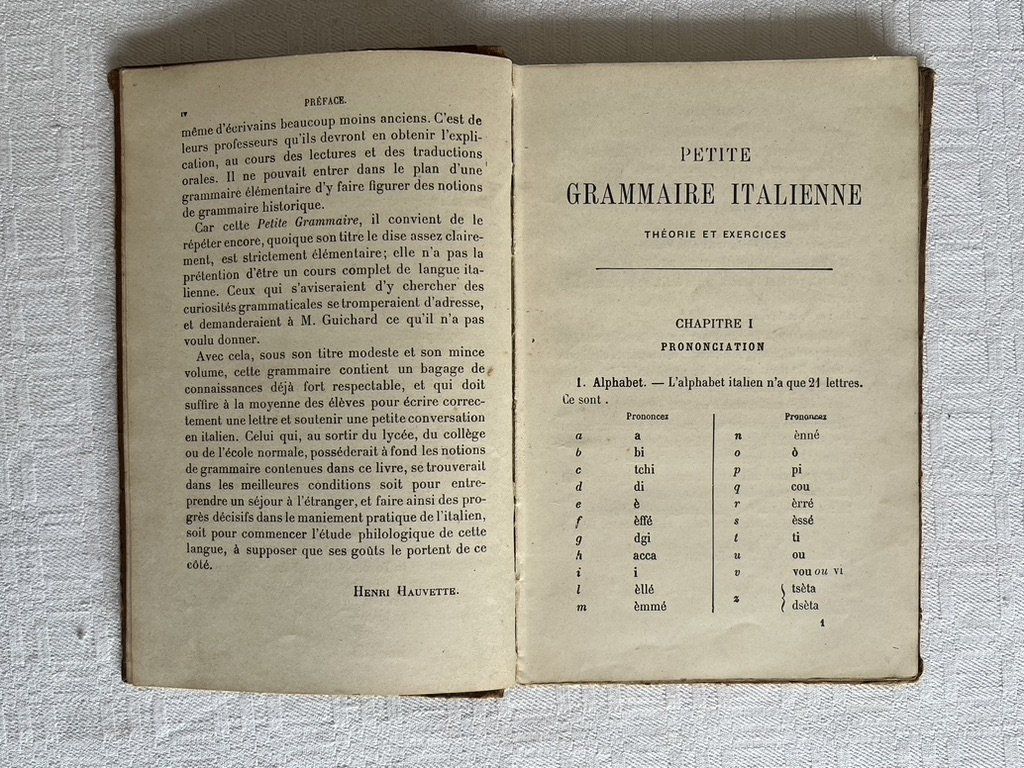 PRÉFACE.
IV
même d'écrivains beaucoup moins anciens. C'est de
leurs professeurs qu'ils devront en obtenir l'expli-
cation, au cours des lectures et des traductions
orales. Il ne pouvait entrer dans le plan d'une
grammaire élémentaire d'y faire figurer des notions
de grammaire historique.
Car cette Petite Grammaire, il convient de le
répéter encore, quoique son titre le dise assez claire-
ment, est strictement élémentaire; elle n'a pas la
prétention d'être un cours complet de langue ita-
lienne. Ceux qui s'aviseraient d'y chercher des
curiosités grammaticales se tromperaient d'adresse,
et demanderaient à M. Guichard ce qu'il n'a pas
voulu donner.
Avec cela, sous son titre modeste et son mince
volume, cette grammaire contient un bagage de
connaissances déjà fort respectable, et qui doit
suffire à la moyenne des élèves pour écrire correc-
tement une lettre et soutenir une petite conversation
en italien. Celui qui, au sortir du lycée, du collège
ou de l'école normale, posséderait à fond les notions
de grammaire contenues dans ce livre, se trouverait
dans les meilleures conditions soit pour entre-
prendre un séjour à l'étranger, et faire ainsi des pro-
grès décisifs dans le maniement pratique de l'italien,
soit pour commencer l'étude philologique de cette
langue, à supposer que ses goûts le portent de ce
côté.
HENRI HAUVETTE.
PETITE
GRAMMAIRE ITALIENNE
THÉORIE ET EXERCICES
CHAPITRE I
PRONONCIATION
1. Alphabet. — L'alphabet italien n'a que 21 lettres.
Ce sont .
Prononcez Prononcez
a a n ènné
b bi o ò
c tchi p pi
d di q cou
e è r èrré
f èffé s èssé
g dgi t ti
h acca u ou
i i v vou ou vi
l èllé z { tsèta
m èmmé dsèta
1